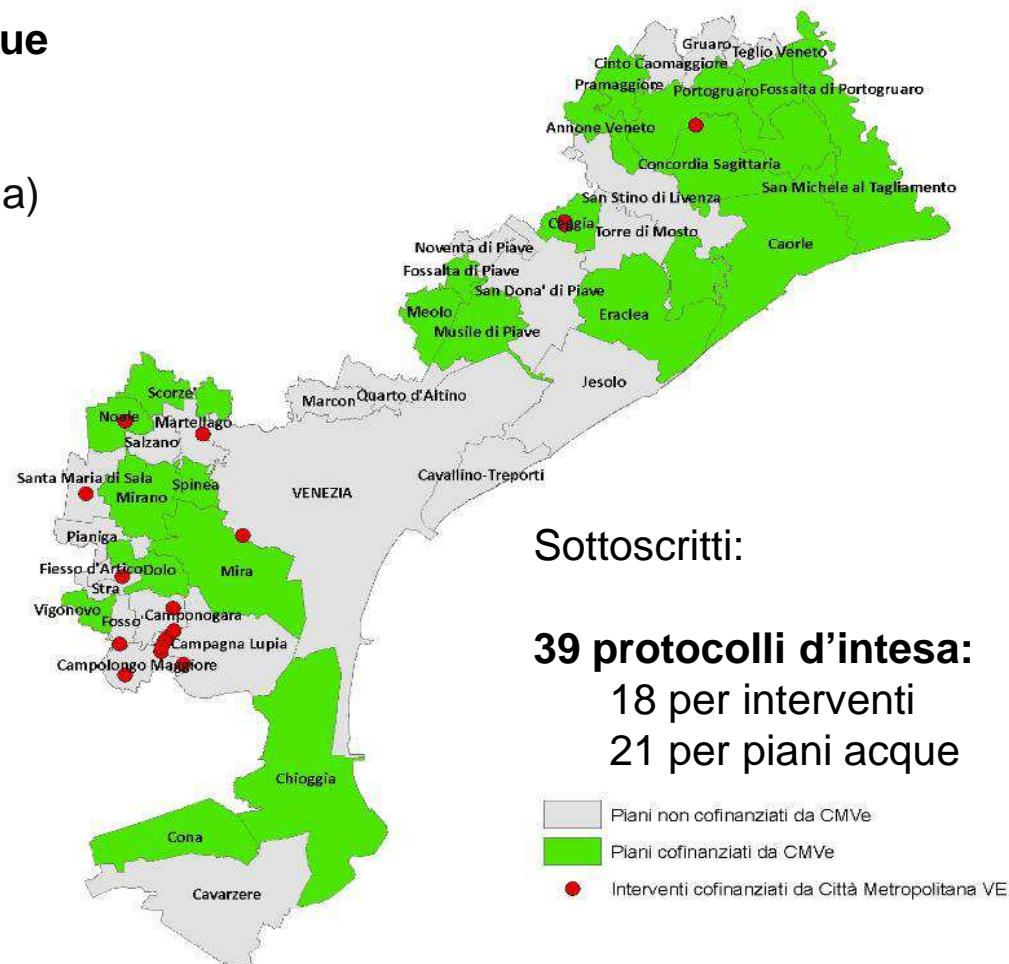 ue
a)
Gruaro
Teglio Veneto
Cinto Caomaggiore
Pramaggiore
Portogruaro
Fossalta di Portogruaro
Annone Veneto
Concordia Sagittaria
San Michele al Tagliamento
San Stino di Livenza
Ceggia
Torre di Mosto
Caorle
Noventa di Piave
Fossalta di Piave
San Dona' di Piave
Meolo
Eraclea
Musile di Piave
Jesolo
Scorze'
Marcon
Quarto d'Altino
Noale
Martellago
Salzano
Cavallino-Treporti
Santa Maria di Sala
Spinea
Mirano
VENEZIA
Pianiga
Fiesso d'Artico
Dolo
Mira
Stra
Vigonovo
Fosso'
Camponogara
Campagna Lupia
Campolongo Maggiore
Chioggia
Cona
Cavarzere
Sottoscritti:
39 protocolli d’intesa:
18 per interventi
21 per piani acque
Piani non cofinanziati da CMVe
Piani cofinanziati da CMVe
Interventi cofinanziati da Città Metropolitana VE